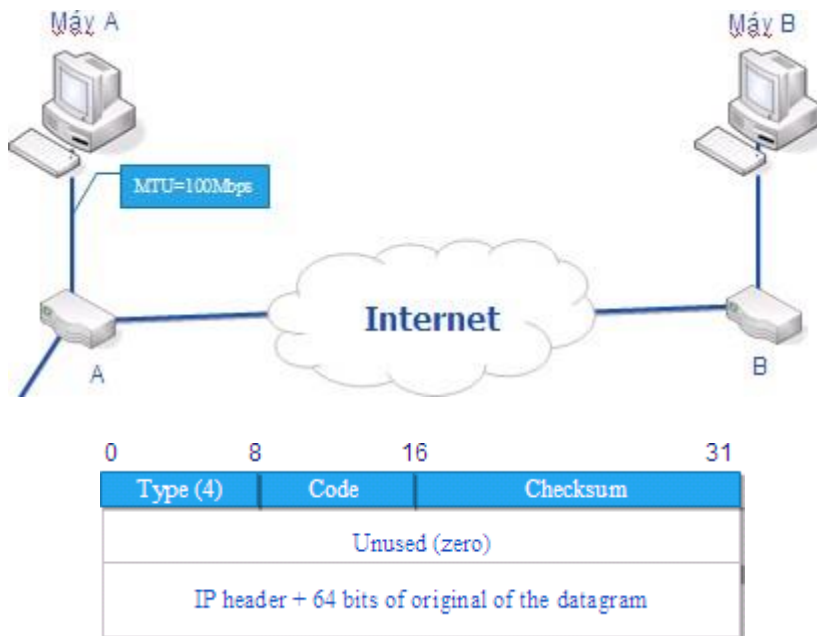 Máy A
Máy B
MTU=100Mbps
Internet
A
B
0 8 16 31
Type (4) Code Checksum
Unused (zero)
IP header + 64 bits of original of the datagram